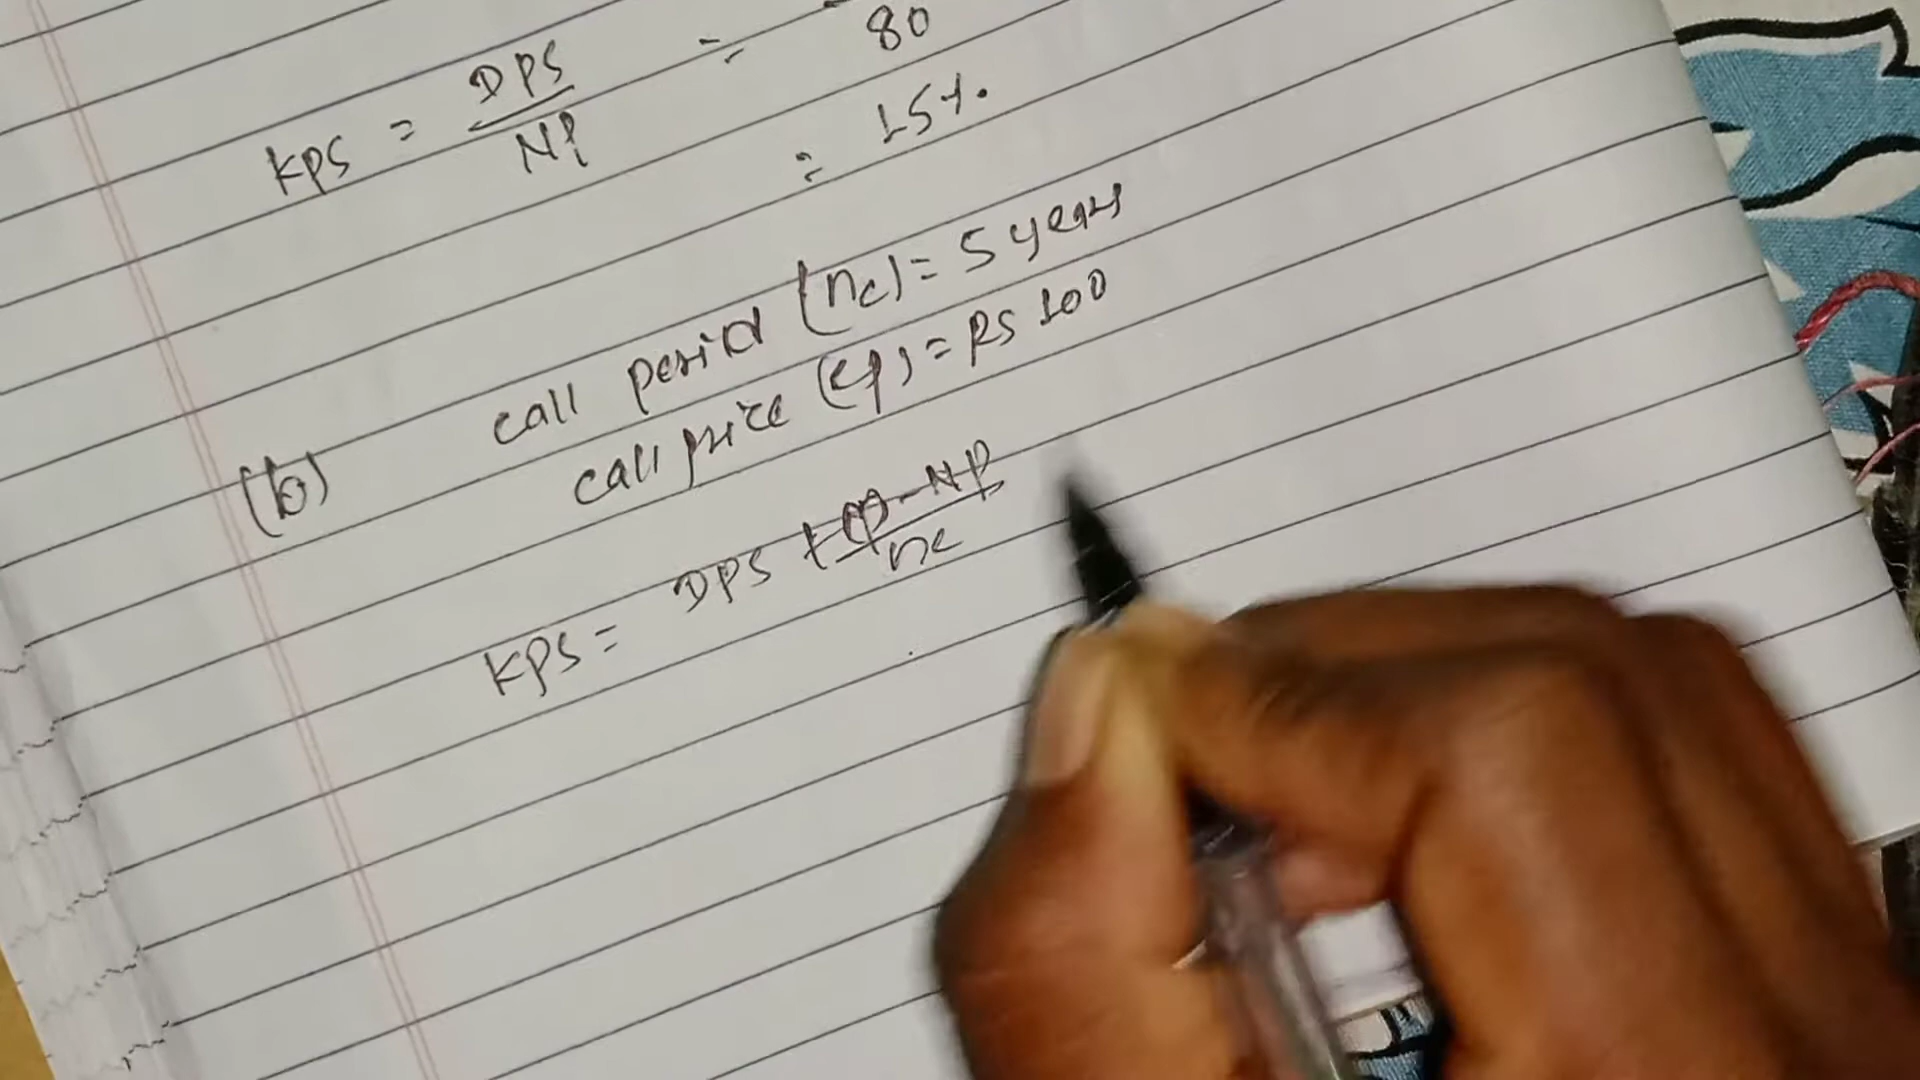 KPS = DPS / NP = 80
= 15%.
(b) call period (nc) = 5 years
call price (cp) = RS 100
KPS = DPS + cp - NP / nc